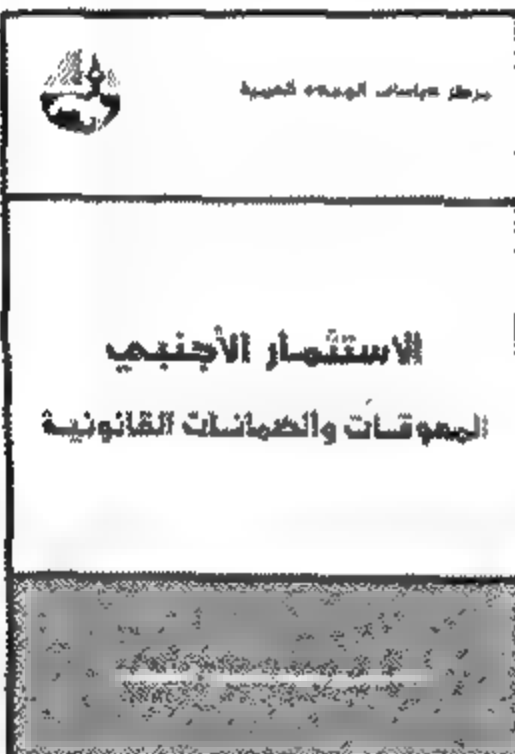 مركز دراسات الوحدة العربية
الاستثمار الأجنبي
المعوقات والضمانات القانونية